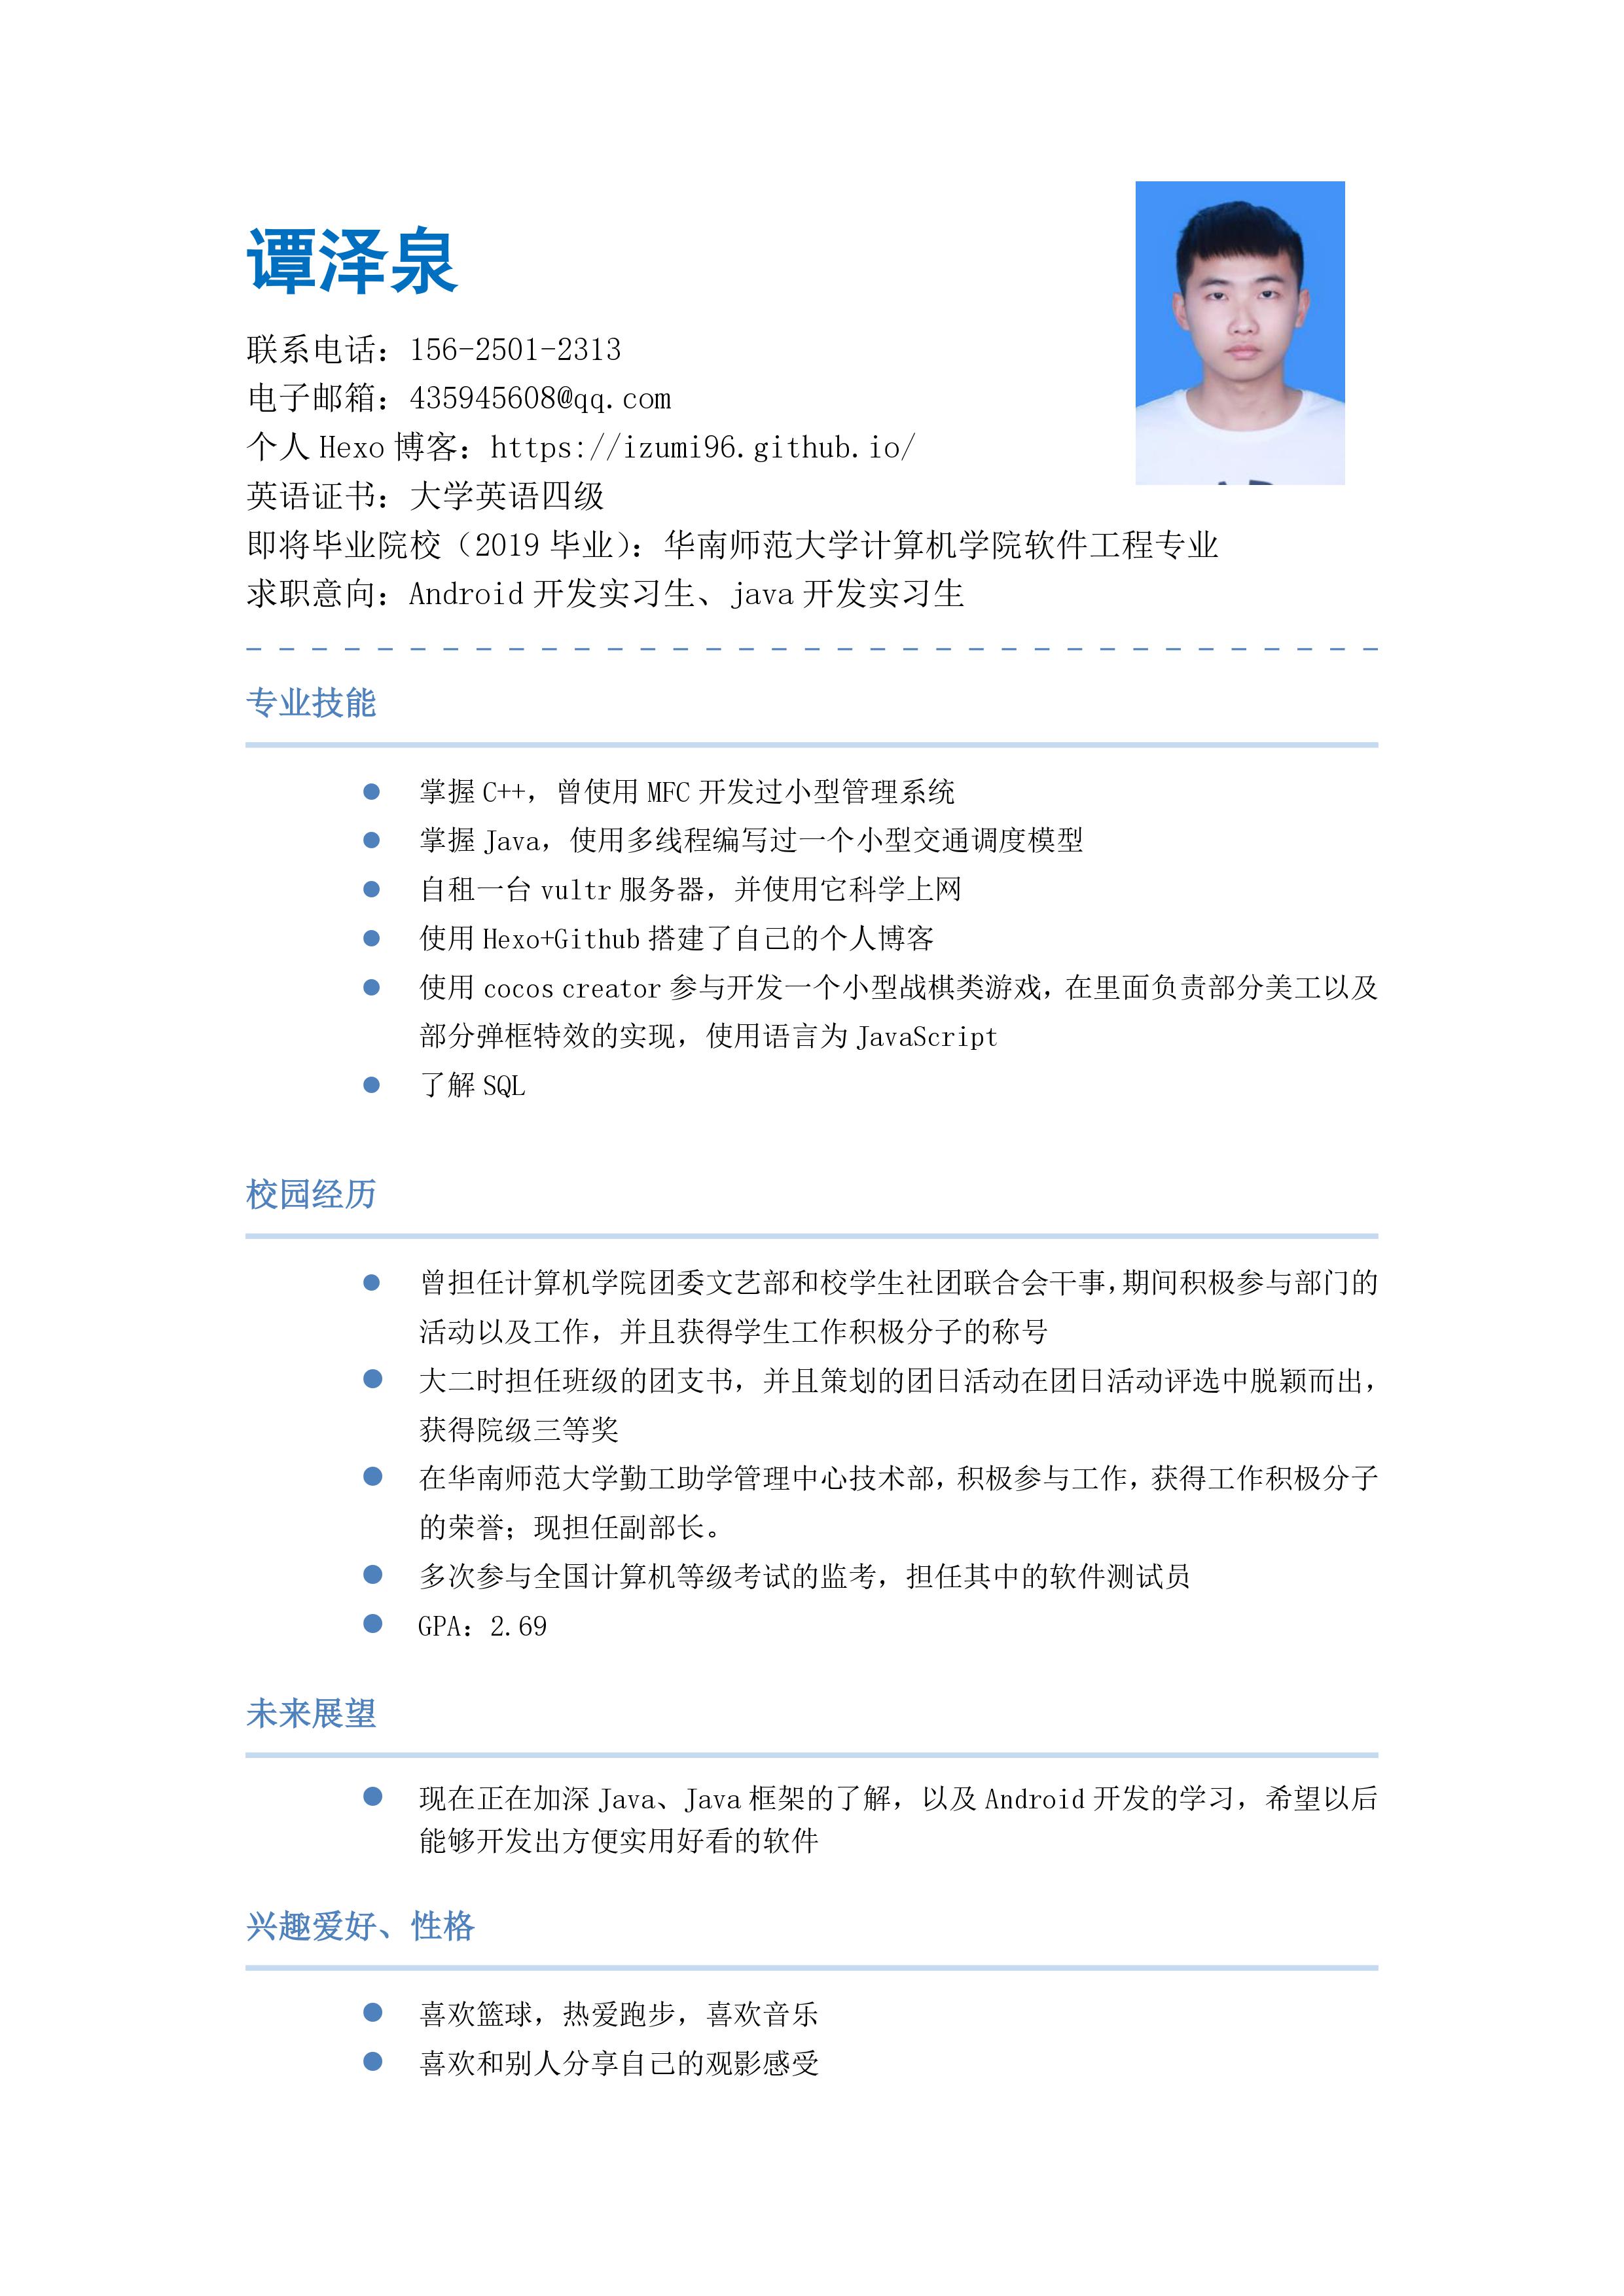 谭泽泉
联系电话：156-2501-2313
电子邮箱：435945608@qq.com
个人 Hexo 博客：https://izumi96.github.io/
英语证书：大学英语四级
即将毕业院校（2019 毕业）：华南师范大学计算机学院软件工程专业
求职意向：Android 开发实习生、java 开发实习生
专业技能
掌握 C++，曾使用 MFC 开发过小型管理系统
掌握 Java，使用多线程编写过一个小型交通调度模型
自租一台 vultr 服务器，并使用它科学上网
使用 Hexo+Github 搭建了自己的个人博客
使用 cocos creator 参与开发一个小型战棋类游戏，在里面负责部分美工以及
部分弹框特效的实现，使用语言为 JavaScript
了解 SQL
校园经历
曾担任计算机学院团委文艺部和校学生社团联合会干事，期间积极参与部门的
活动以及工作，并且获得学生工作积极分子的称号
大二时担任班级的团支书，并且策划的团日活动在团日活动评选中脱颖而出，
获得院级三等奖
在华南师范大学勤工助学管理中心技术部，积极参与工作，获得工作积极分子
的荣誉；现担任副部长。
多次参与全国计算机等级考试的监考，担任其中的软件测试员
GPA：2.69
未来展望
现在正在加深 Java、Java 框架的了解，以及 Android 开发的学习，希望以后
能够开发出方便实用好看的软件
兴趣爱好、性格
喜欢篮球，热爱跑步，喜欢音乐
喜欢和别人分享自己的观影感受